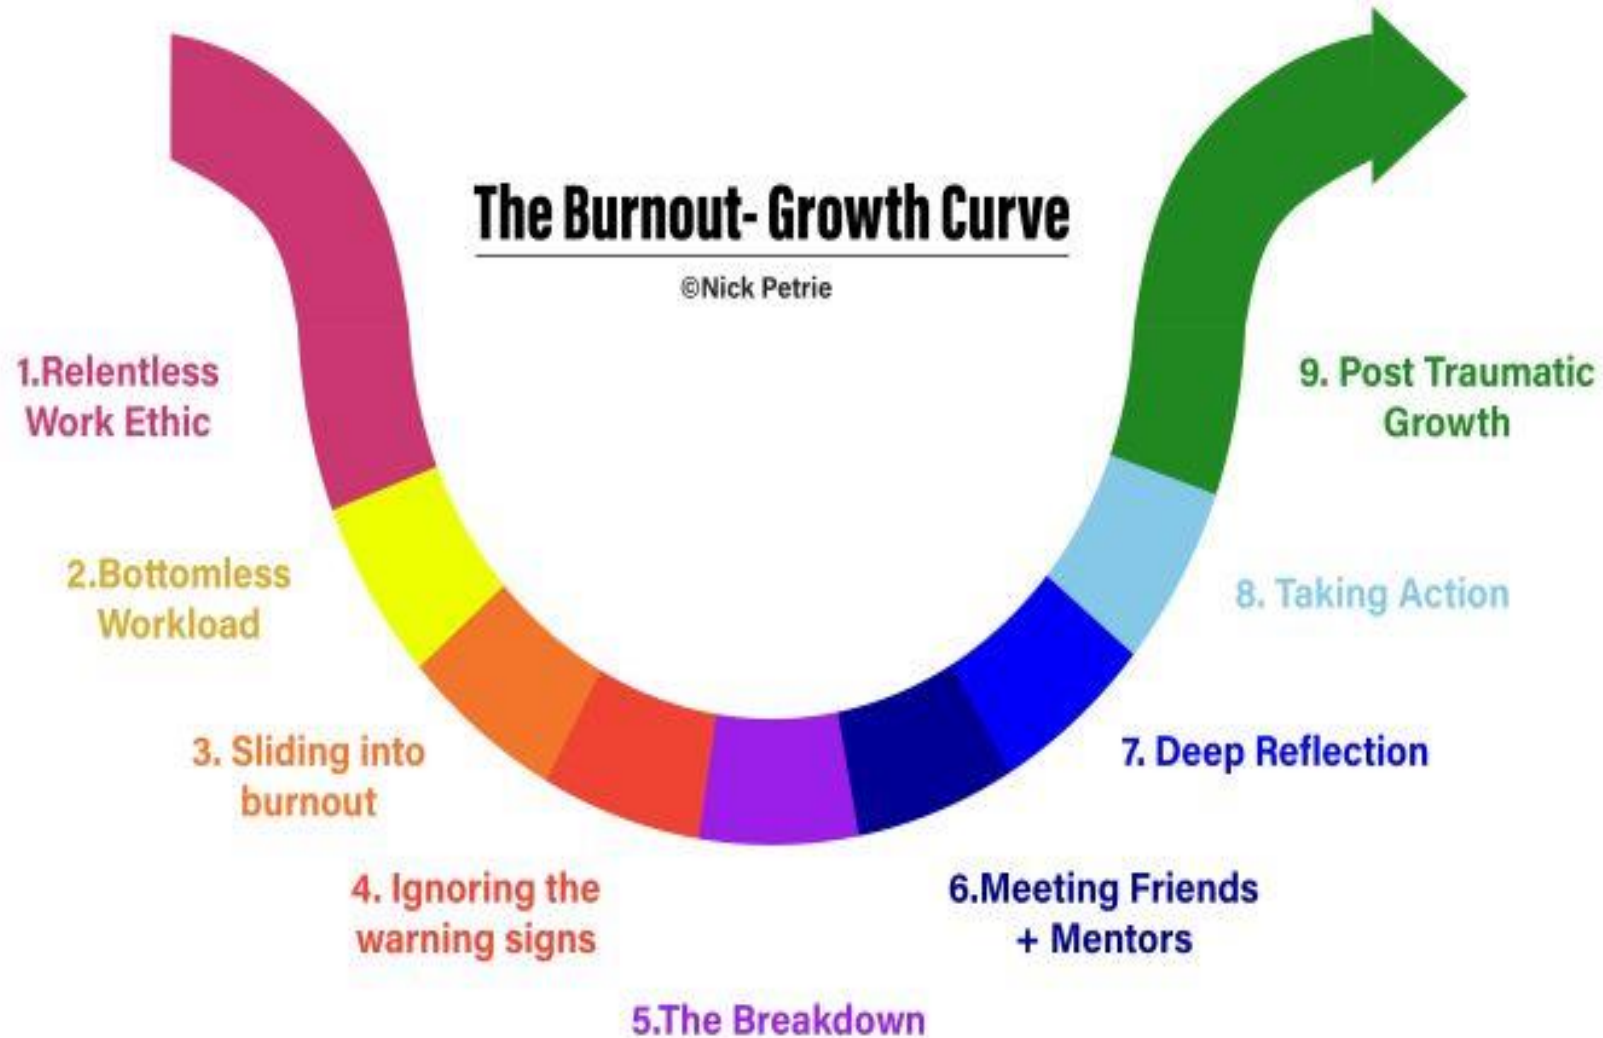 The Burnout- Growth Curve
©Nick Petrie
1.Relentless
Work Ethic
2.Bottomless
Workload
3. Sliding into
burnout
4. Ignoring the
warning signs
5.The Breakdown
6.Meeting Friends
+ Mentors
7. Deep Reflection
8. Taking Action
9. Post Traumatic
Growth